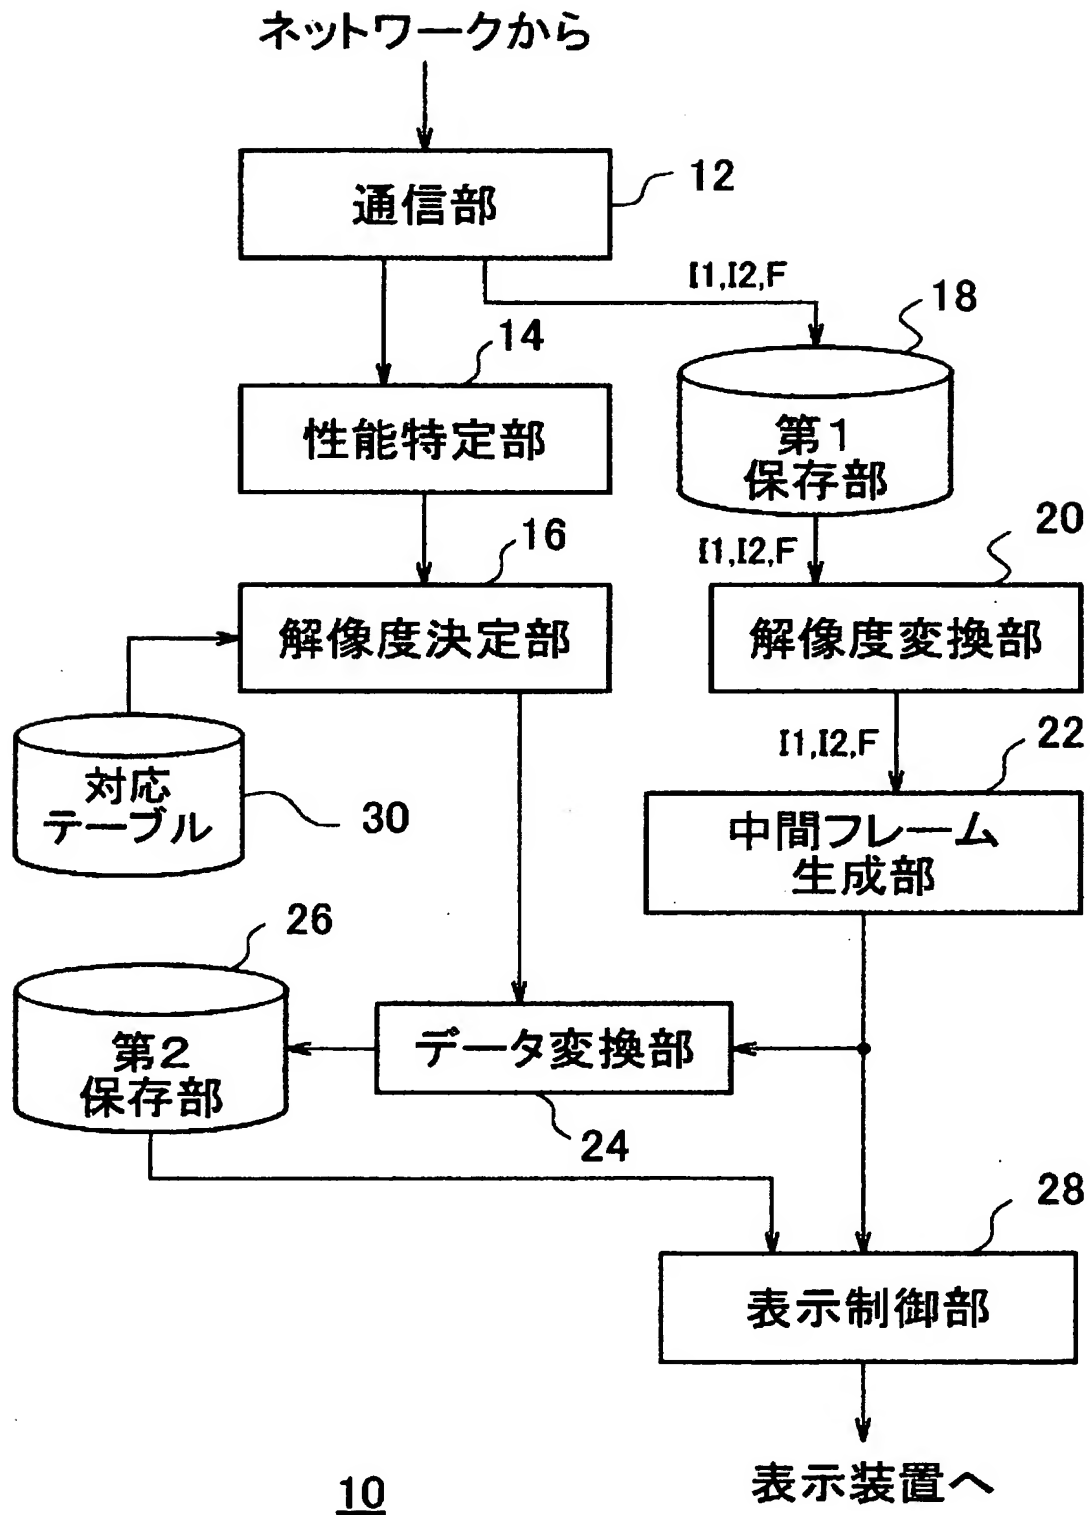 ネットワークから
通信部
12
I1,I2,F
18
14
性能特定部
第1
保存部
16
I1,I2,F
20
解像度決定部
解像度変換部
I1,I2,F
22
対応
テーブル
30
中間フレーム
生成部
26
第2
保存部
データ変換部
24
28
表示制御部
表示装置へ
10